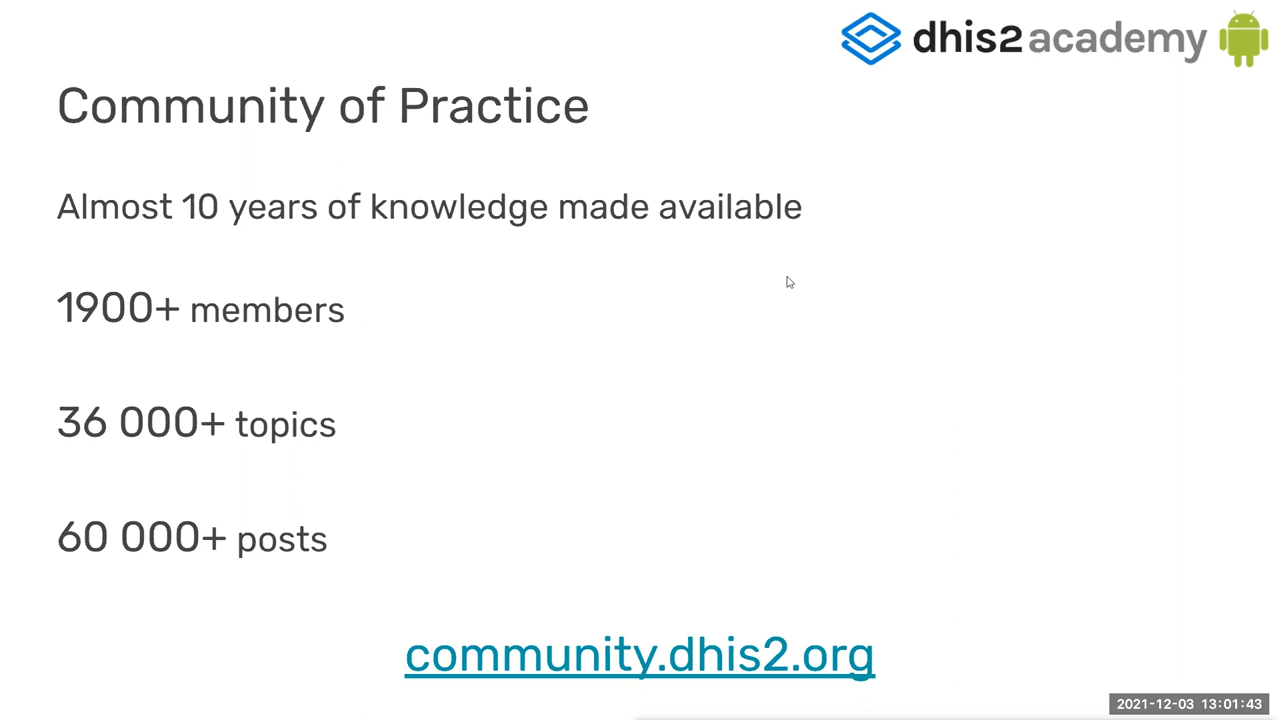 dhis2 academy
Community of Practice
Almost 10 years of knowledge made available
1900+ members
36 000+ topics
60 000+ posts
community.dhis2.org
2021-12-03 13:01:43